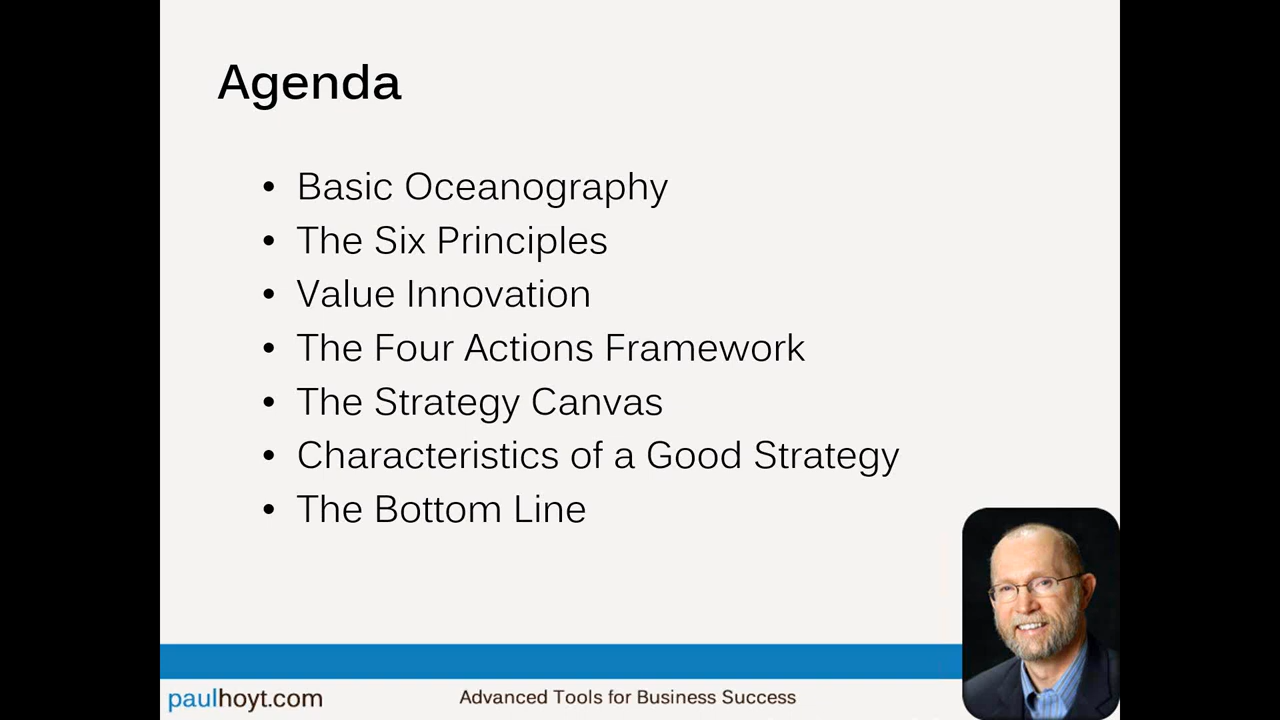 Agenda
• Basic Oceanography
• The Six Principles
• Value Innovation
• The Four Actions Framework
• The Strategy Canvas
• Characteristics of a Good Strategy
• The Bottom Line
paulhoyt.com
Advanced Tools for Business Success